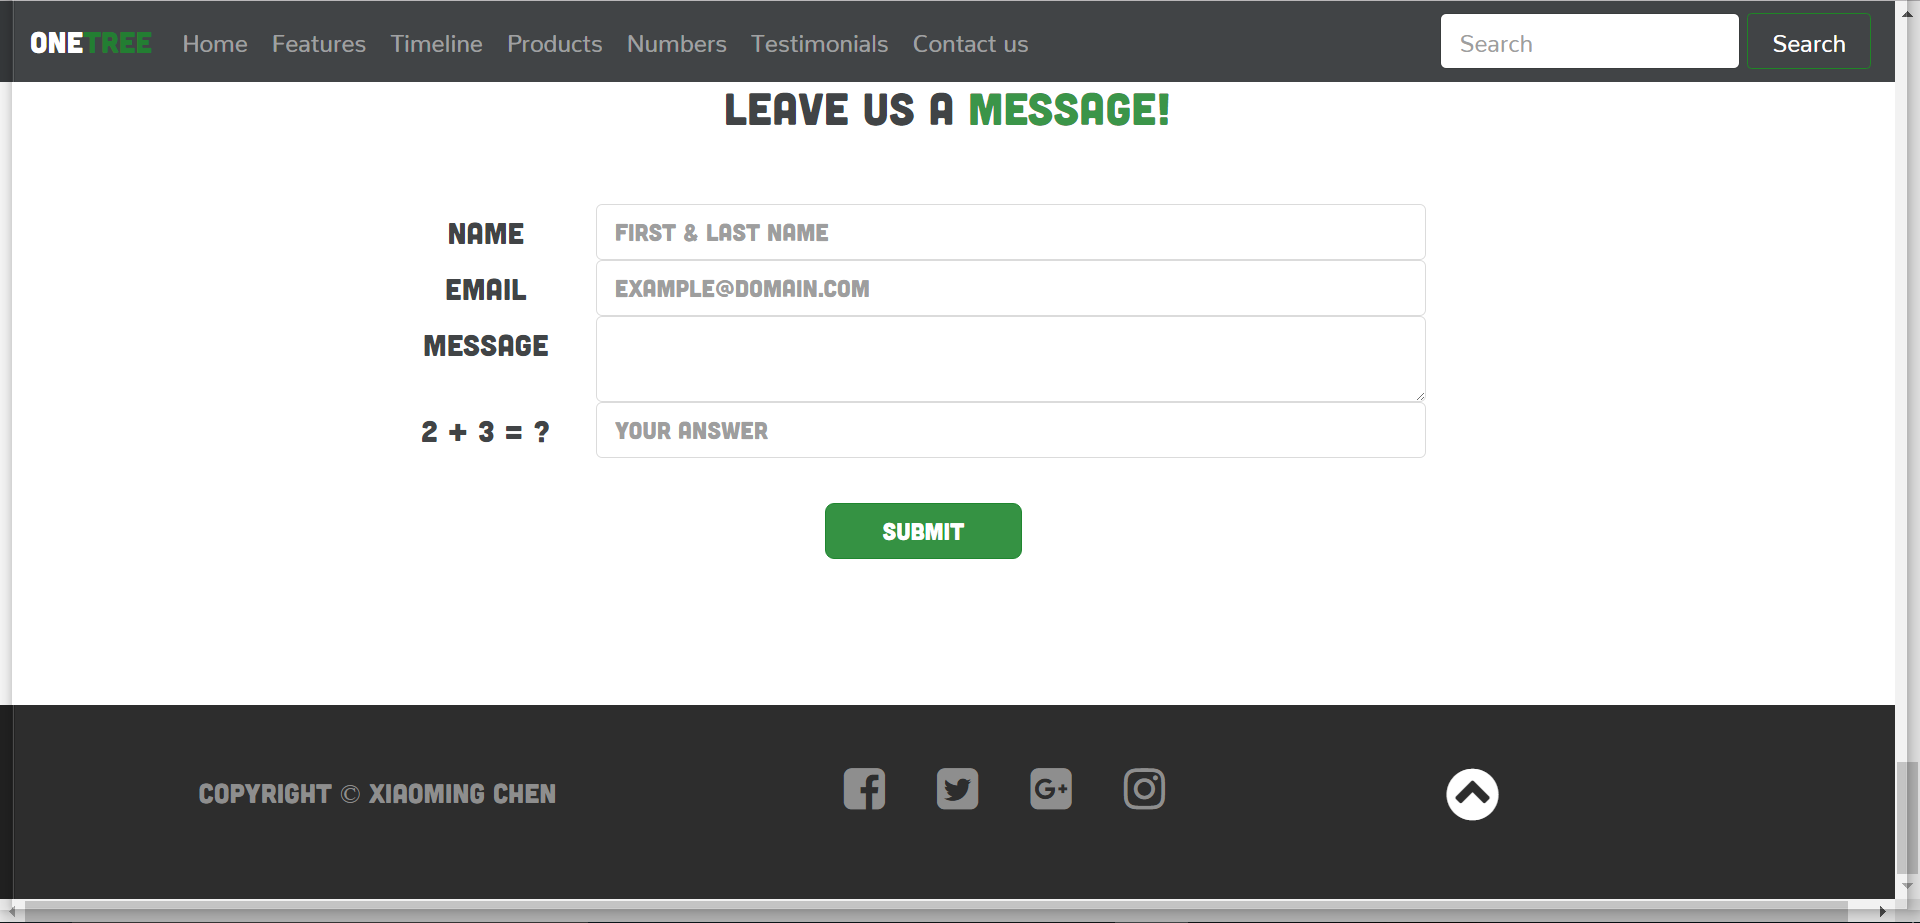 ONETREE Home Features Timeline Products Numbers Testimonials Contact us Search Search
LEAVE US A MESSAGE!
NAME FIRST & LAST NAME
EMAIL EXAMPLE@DOMAIN.COM
MESSAGE
2 + 3 = ? YOUR ANSWER
SUBMIT
COPYRIGHT © XIAOMING CHEN